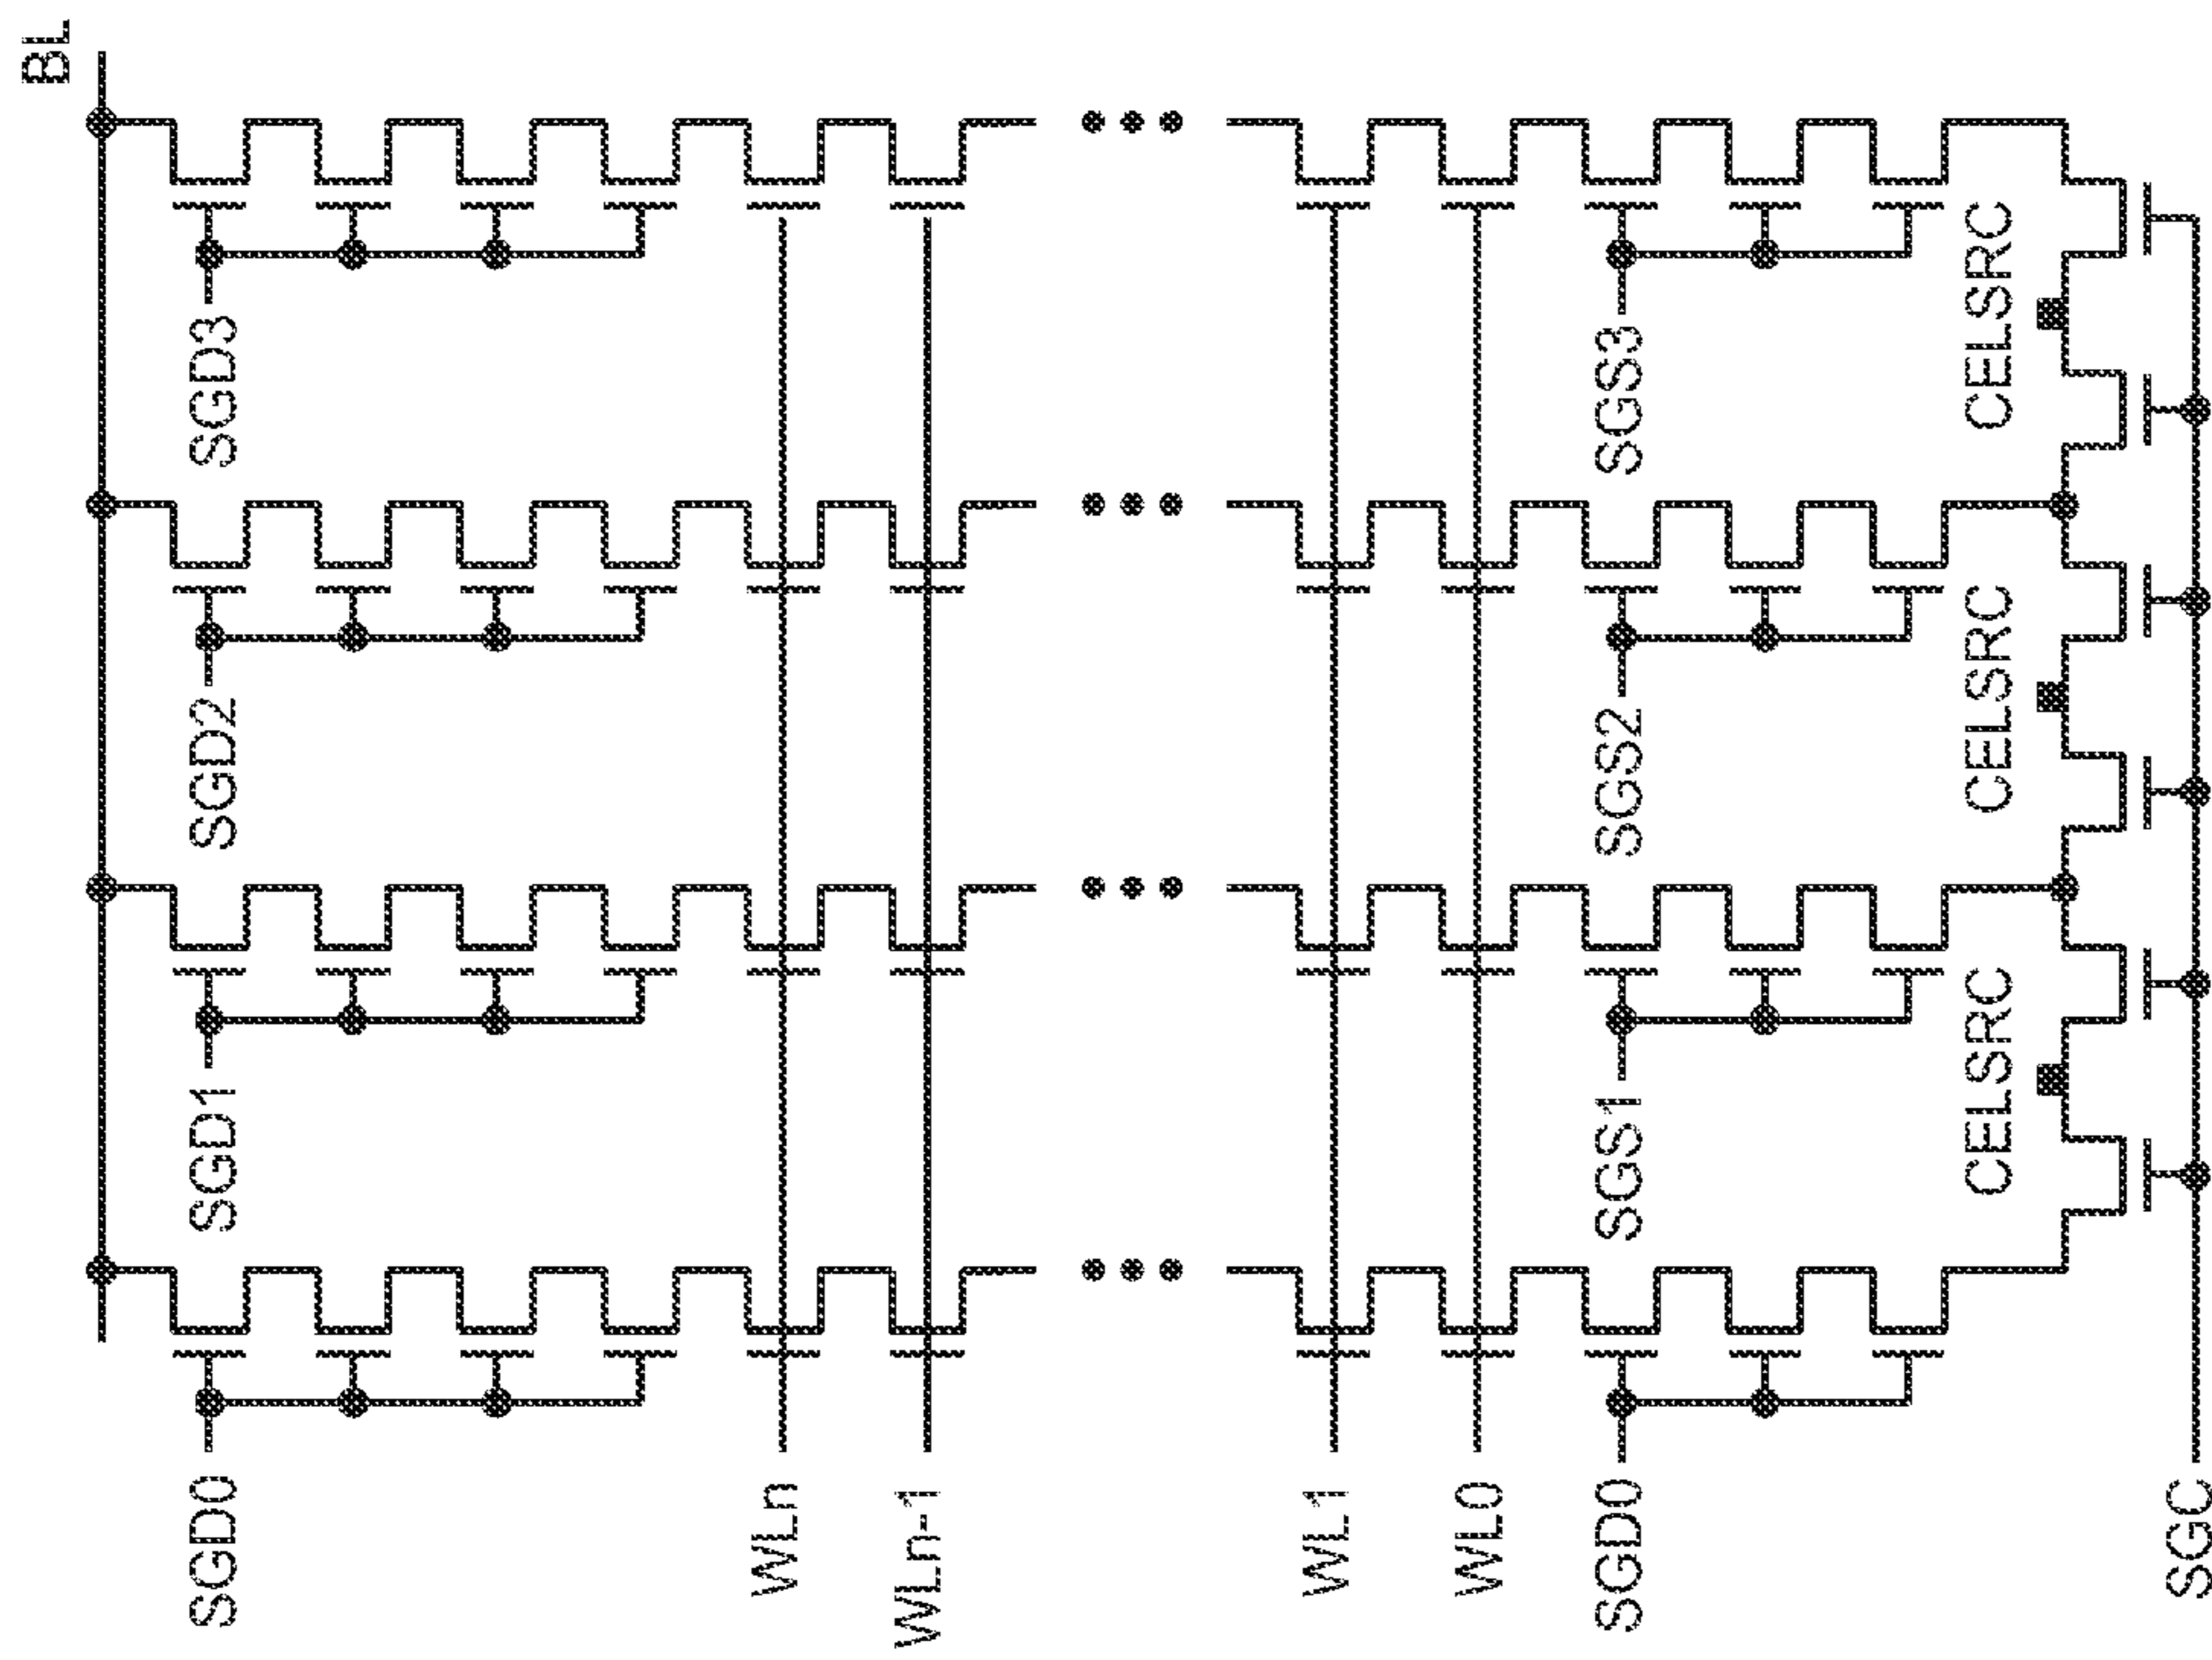 BL
SGD0
SGD1
SGD2
SGD3
WLn
WLn-1
WL1
WL0
SGD0
SGS1
SGS2
SGS3
CELSRC
CELSRC
CELSRC
SGC